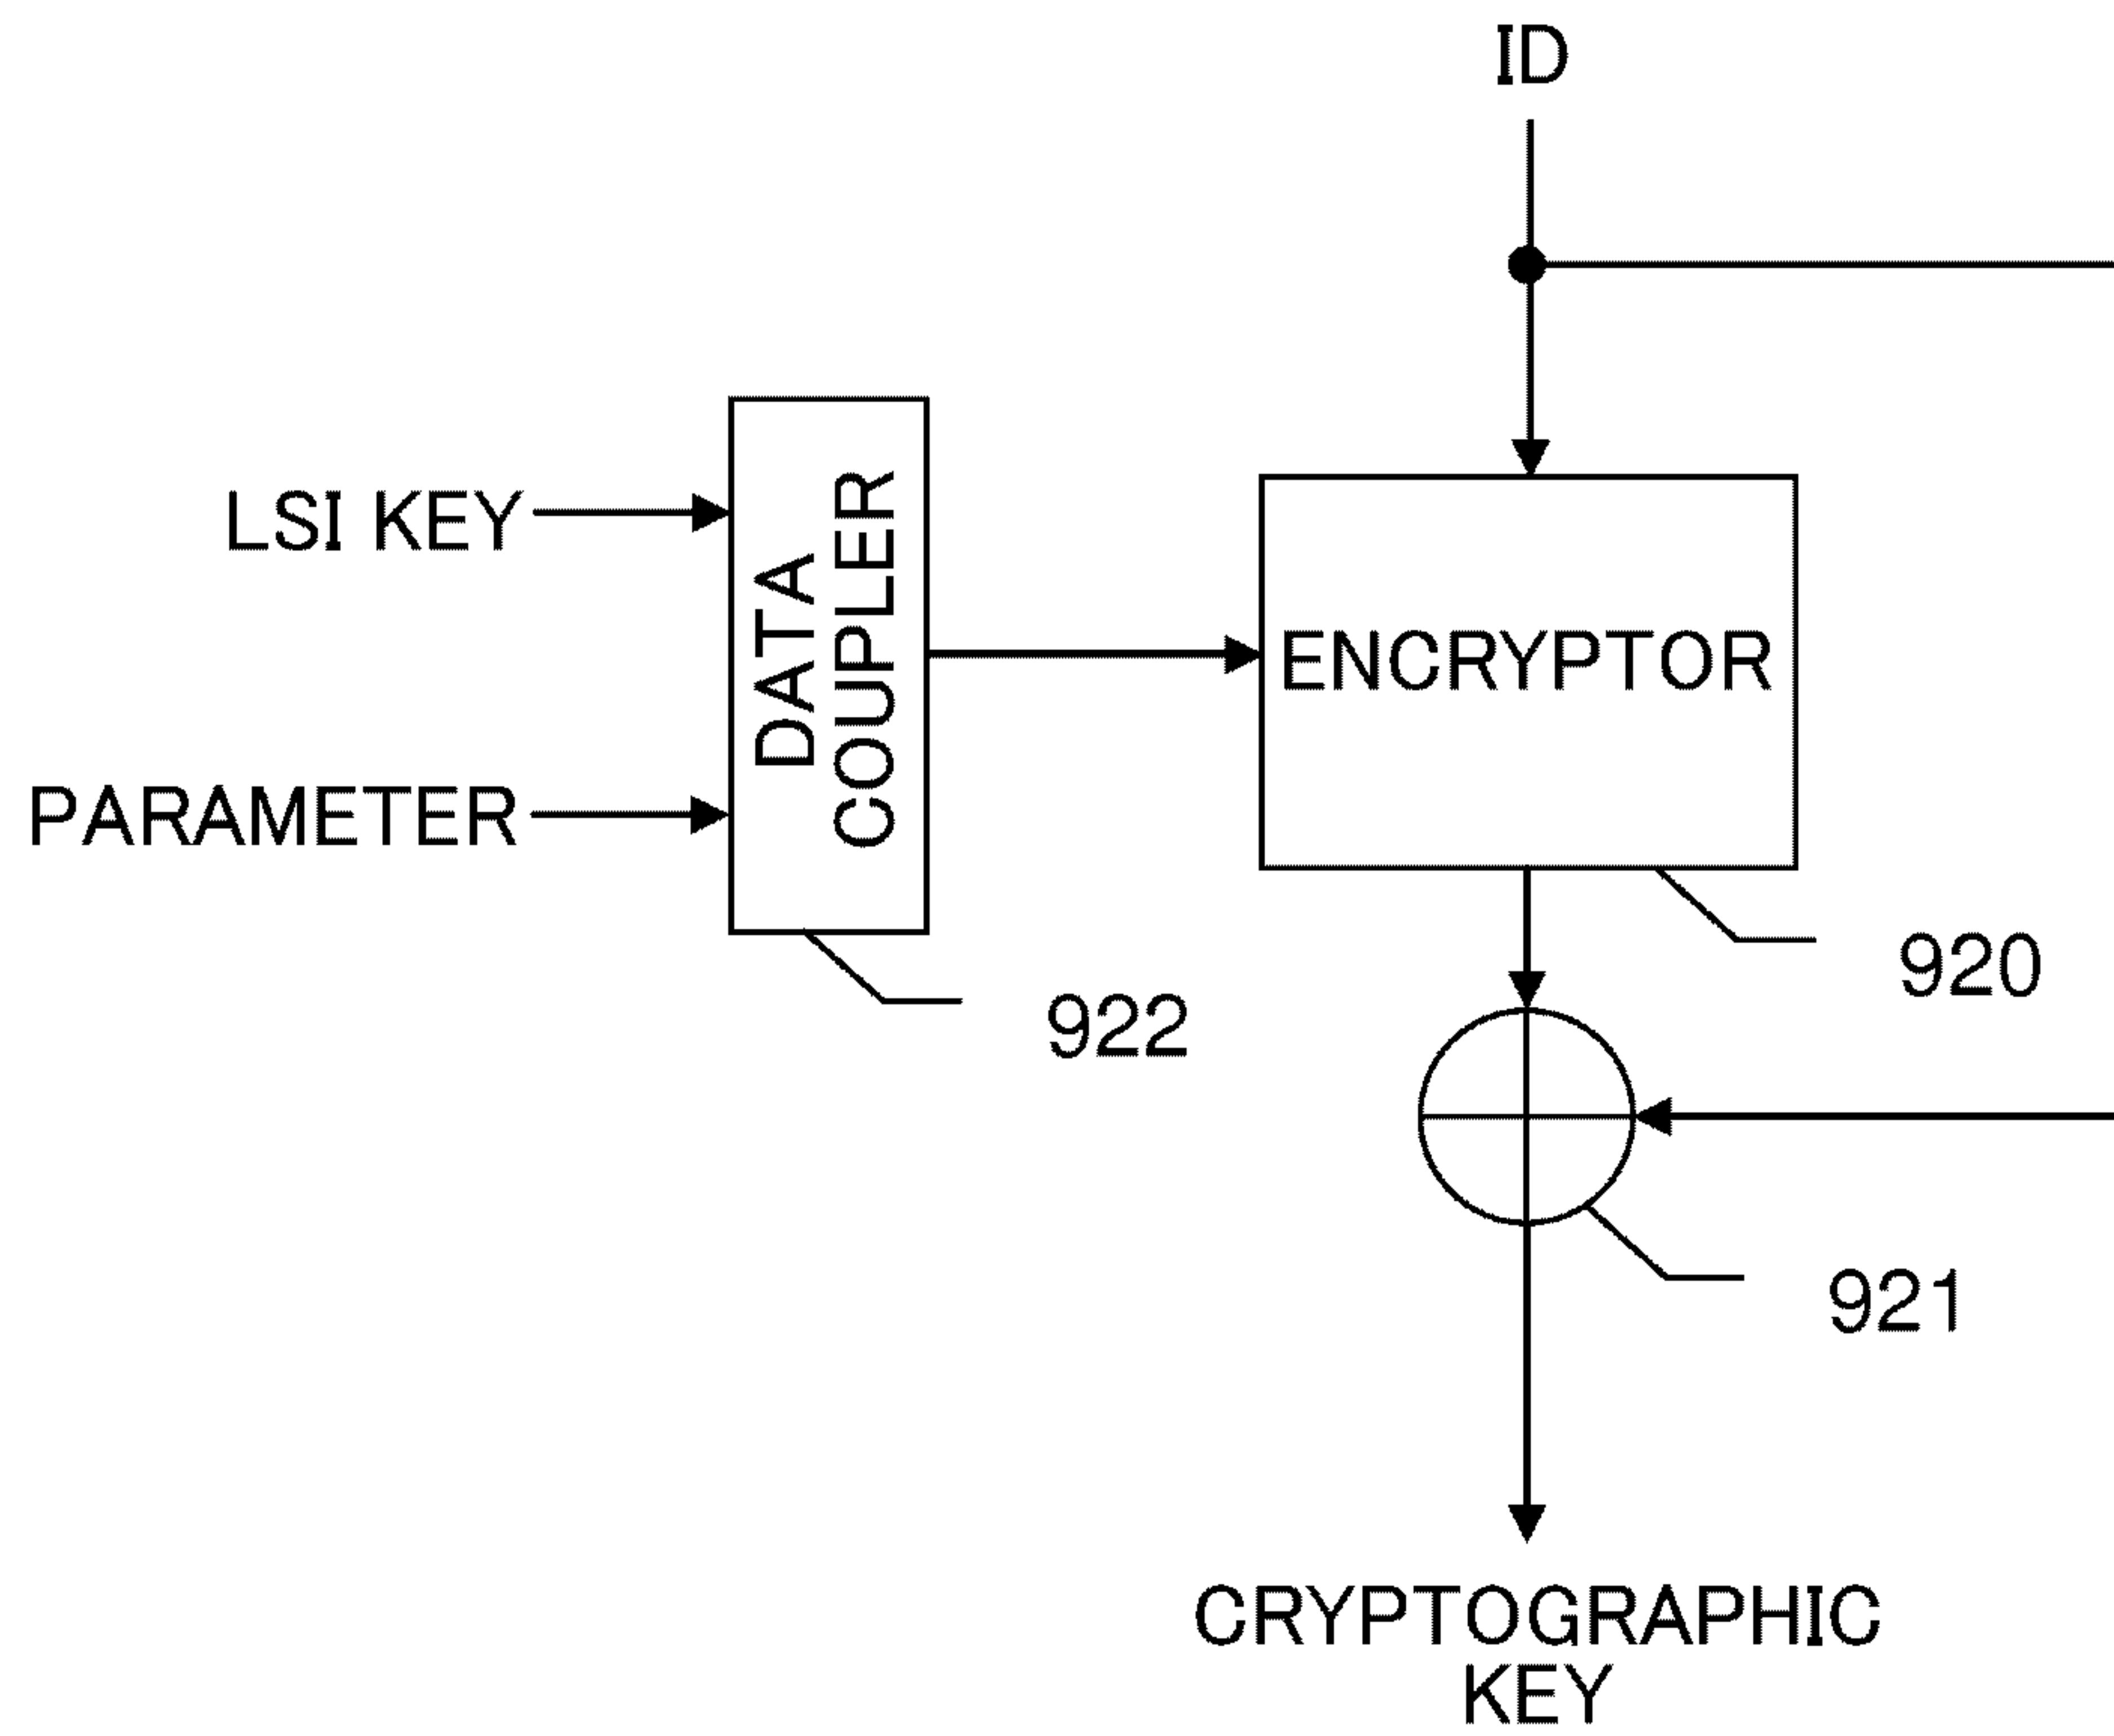 ID
LSI KEY
PARAMETER
DATA
COUPLER
ENCRYPTOR
920
922
921
CRYPTOGRAPHIC
KEY